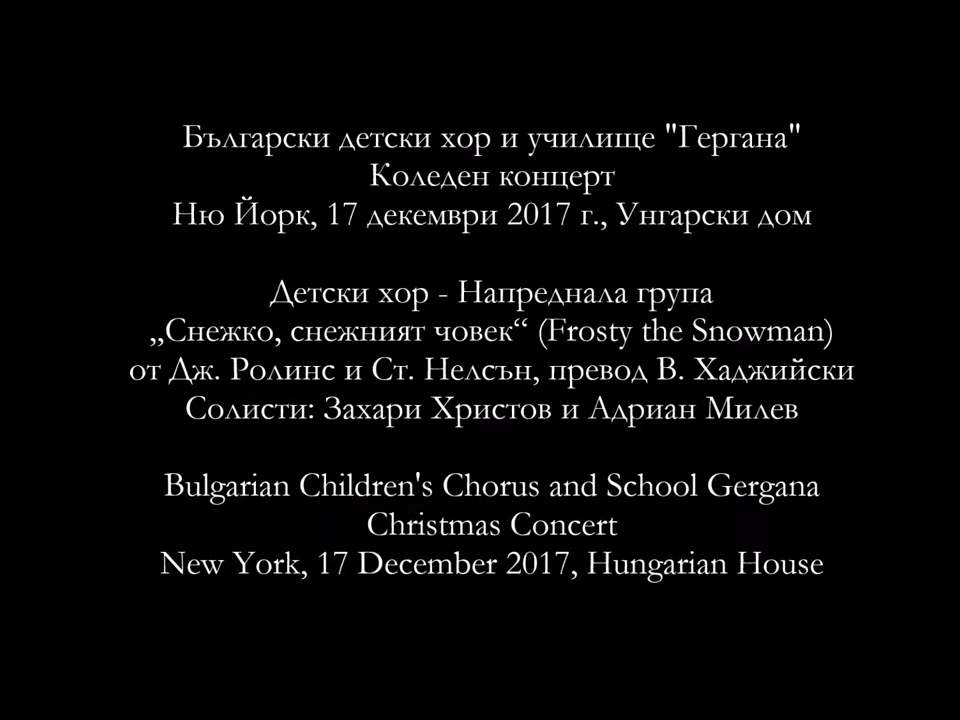 Български детски хор и училище "Гергана"
Коледен концерт
Ню Йорк, 17 декември 2017 г., Унгарски дом
Детски хор - Напреднала група
„Снежко, снежният човек“ (Frosty the Snowman)
от Дж. Ролинс и Ст. Нелсън, превод В. Хаджийски
Солисти: Захари Христов и Адриан Милев
Bulgarian Children's Chorus and School Gergana
Christmas Concert
New York, 17 December 2017, Hungarian House